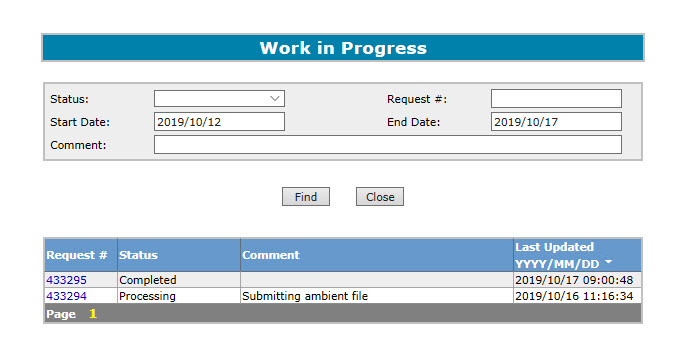 Work in Progress
Status: Request #:
Start Date: 2019/10/12 End Date: 2019/10/17
Comment:
Find Close
Request # Status Comment Last Updated YYYY/MM/DD
433295 Completed 2019/10/17 09:00:48
433294 Processing Submitting ambient file 2019/10/16 11:16:34
Page 1